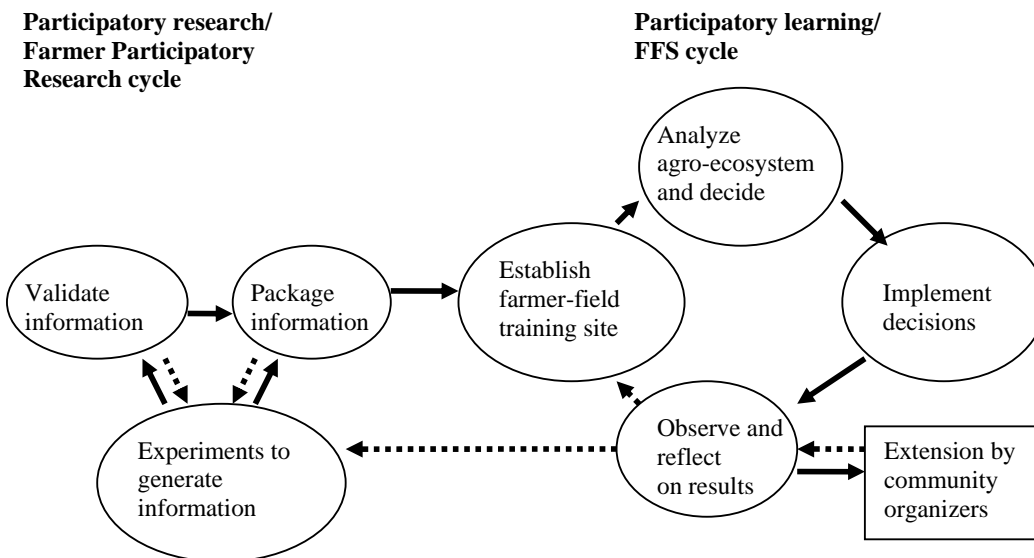 Participatory research/
Farmer Participatory
Research cycle
Participatory learning/
FFS cycle
Analyze
agro-ecosystem
and decide
Validate
information
Package
information
Establish
farmer-field
training site
Implement
decisions
Experiments to
generate
information
Observe and
reflect
on results
Extension by
community
organizers